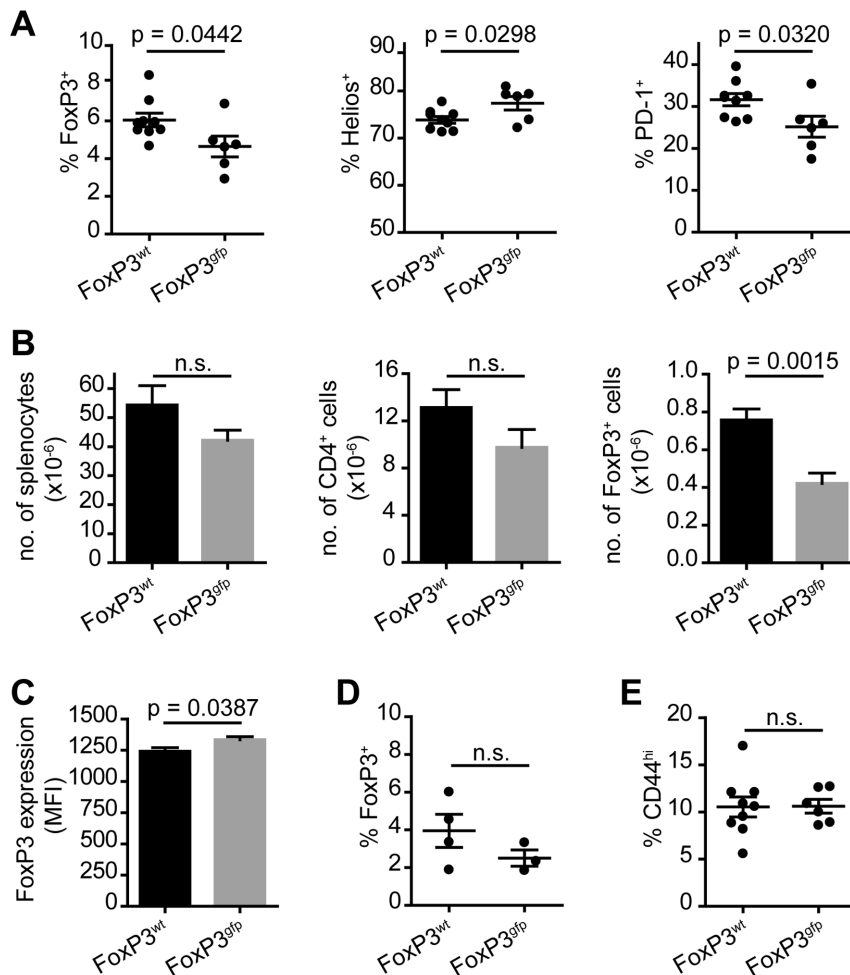 A
p = 0.0442
% FoxP3⁺
10
8
6
4
2
0
FoxP3wt
FoxP3gfp
p = 0.0298
% Helios⁺
90
80
70
60
50
FoxP3wt
FoxP3gfp
p = 0.0320
% PD-1⁺
40
30
20
10
0
FoxP3wt
FoxP3gfp
B
n.s.
no. of splenocytes
(x10⁻⁶)
60
50
40
30
20
10
0
FoxP3wt
FoxP3gfp
n.s.
no. of CD4⁺ cells
(x10⁻⁶)
16
12
8
4
0
FoxP3wt
FoxP3gfp
p = 0.0015
no. of FoxP3⁺ cells
(x10⁻⁶)
1.0
0.8
0.6
0.4
0.2
0.0
FoxP3wt
FoxP3gfp
C
p = 0.0387
FoxP3 expression
(MFI)
1500
1250
1000
750
500
250
0
FoxP3wt
FoxP3gfp
D
n.s.
% FoxP3⁺
10
8
6
4
2
0
FoxP3wt
FoxP3gfp
E
n.s.
% CD44hi
20
15
10
5
0
FoxP3wt
FoxP3gfp